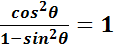 cos²θ / 1−sin²θ = 1